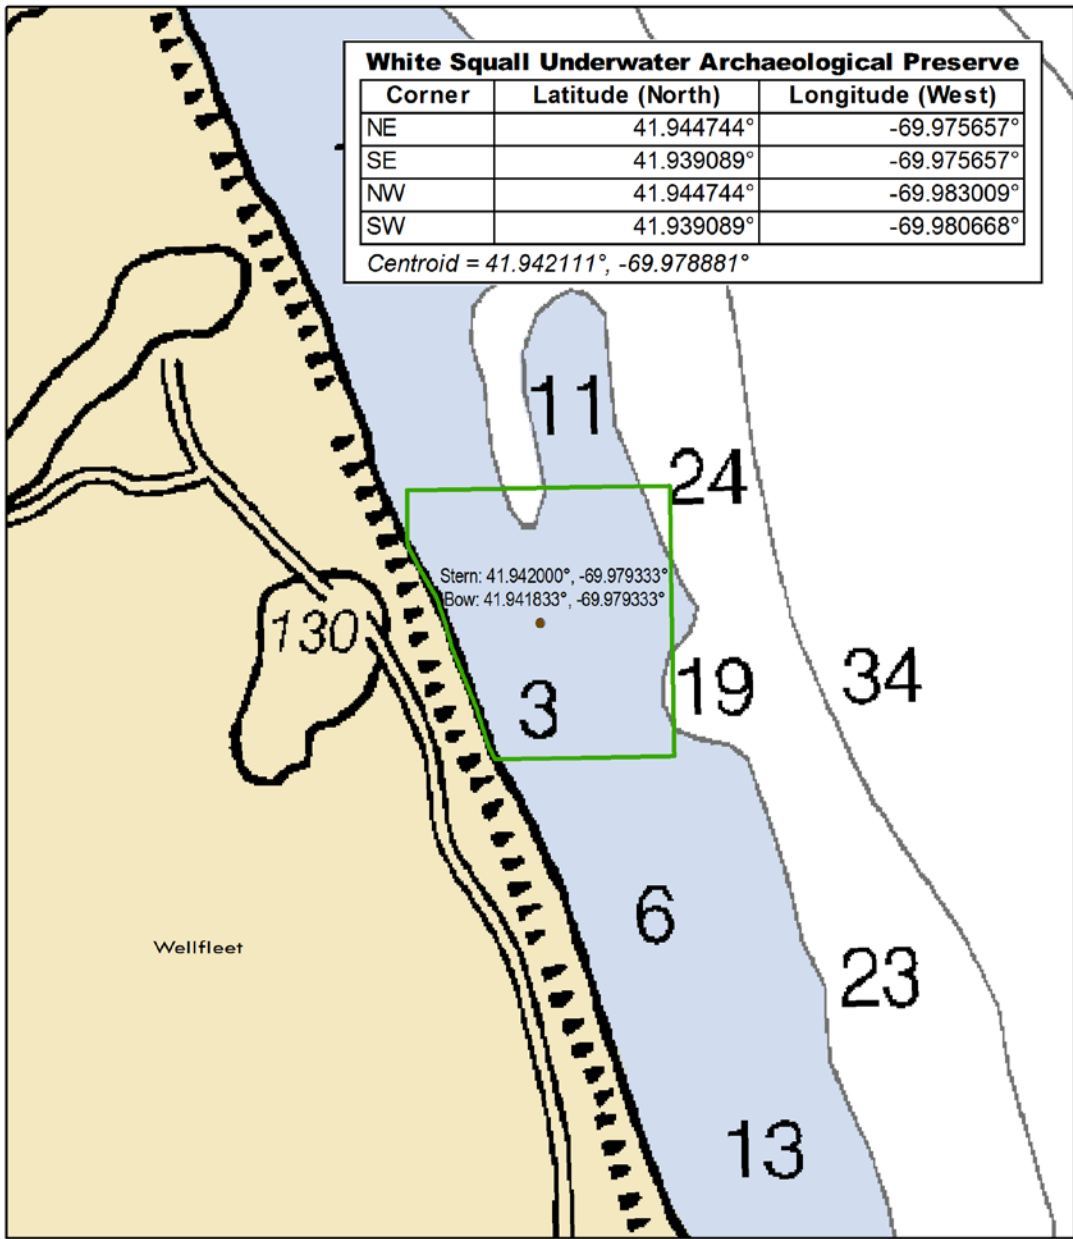 White Squall Underwater Archaeological Preserve
Corner Latitude (North) Longitude (West)
NE 41.944744° -69.975657°
SE 41.939089° -69.975657°
NW 41.944744° -69.983009°
SW 41.939089° -69.980668°
Centroid = 41.942111°, -69.978881°
11
24
Stern: 41.942000°, -69.979333°
Bow: 41.941833°, -69.979333°
130
3
19
34
6
Wellfleet
23
13